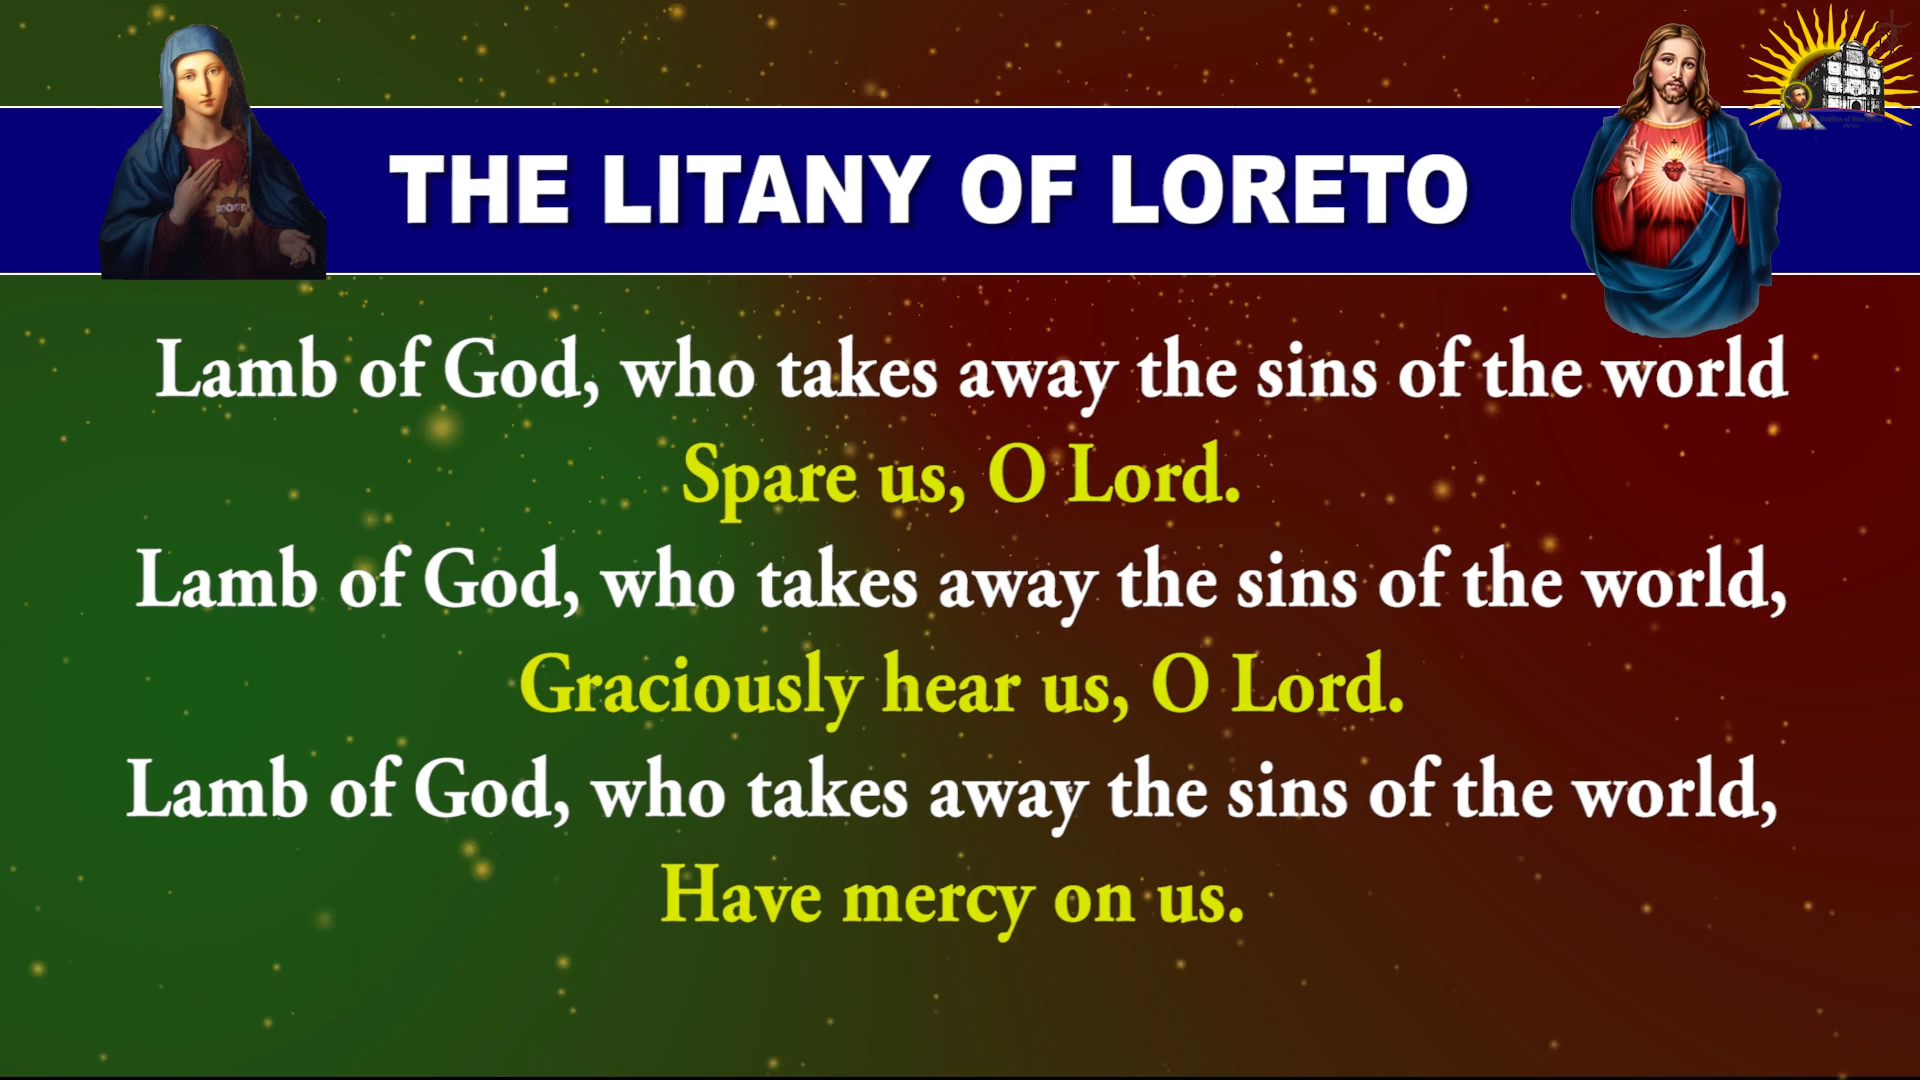 THE LITANY OF LORETO
Lamb of God, who takes away the sins of the world
Spare us, O Lord.
Lamb of God, who takes away the sins of the world,
Graciously hear us, O Lord.
Lamb of God, who takes away the sins of the world,
Have mercy on us.